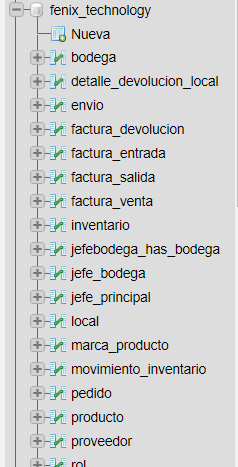 fenix_technology
Nueva
bodega
detalle_devolucion_local
envio
factura_devolucion
factura_entrada
factura_salida
factura_venta
inventario
jefebodega_has_bodega
jefe_bodega
jefe_principal
local
marca_producto
movimiento_inventario
pedido
producto
proveedor
rol